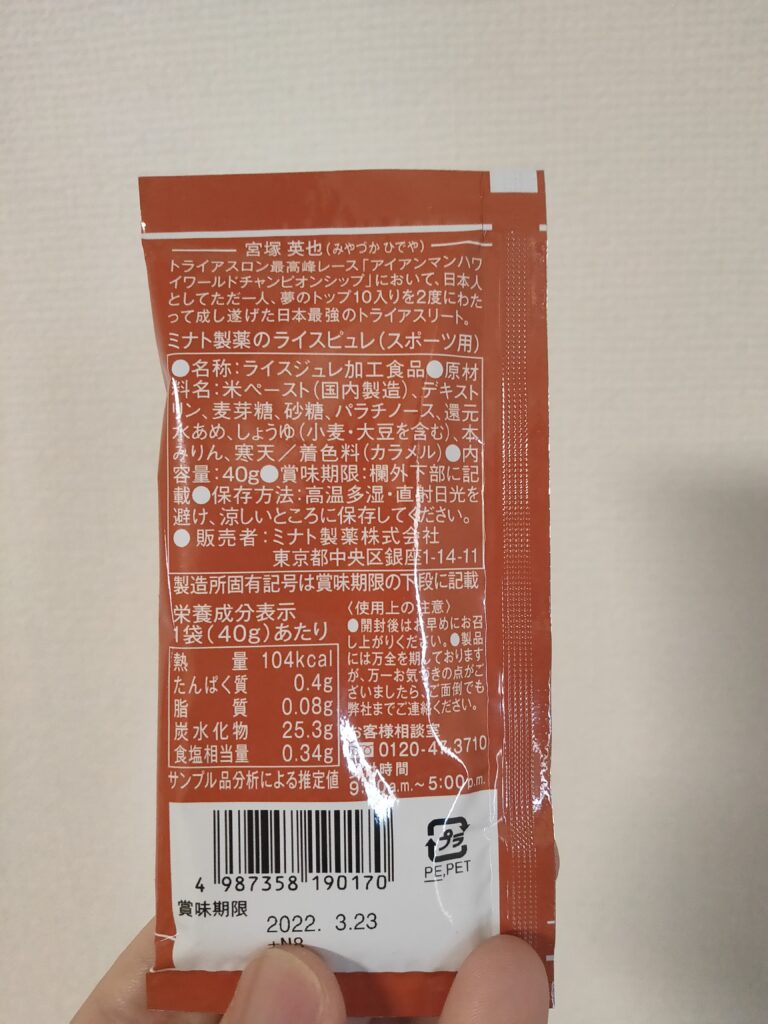 宮塚 英也(みやづか ひでや)
トライアスロン最高峰レース「アイアンマンハワ
イワールドチャンピオンシップ」において、日本人
としてただ一人、夢のトップ10入りを2度にわた
って成し遂げた日本最強のトライアスリート。
ミナト製薬のライスピュレ(スポーツ用)
●名称:ライスジュレ加工食品●原材
料名:米ペースト(国内製造)、デキスト
リン、麦芽糖、砂糖、パラチノース、還元
水あめ、しょうゆ(小麦・大豆を含む)、本
みりん、寒天／着色料(カラメル)●内
容量:40g●賞味期限:欄外下部に記
載●保存方法:高温多湿・直射日光を
避け、涼しいところに保存してください。
●販売者:ミナト製薬株式会社
東京都中央区銀座1-14-11
製造所固有記号は賞味期限の下段に記載
栄養成分表示
1袋(40g)あたり
熱量 104kcal
たんぱく質 0.4g
脂質 0.08g
炭水化物 25.3g
食塩相当量 0.34g
サンプル品分析による推定値
〈使用上の注意〉
●開封後はお早めにお召
し上がりください。●製品
には万全を期しております
が、万一お気づきの点がご
ざいましたら、ご面倒でも
弊社までご連絡ください。
お客様相談室
0120-47-3710
時間
a.m.～5:00p.m.
4 987358 190170
プラ
PE,PET
賞味期限
2022. 3.23
+N8